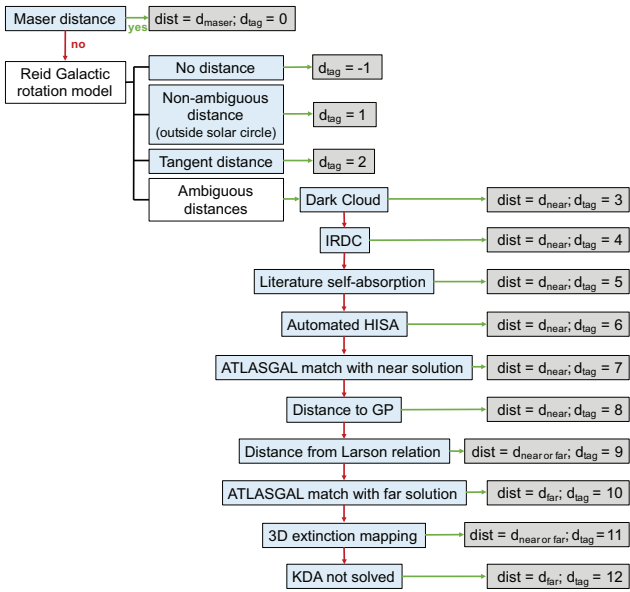 Maser distance
yes
dist = dmaser; dtag = 0
no
Reid Galactic
rotation model
No distance
dtag = -1
Non-ambiguous
distance
(outside solar circle)
dtag = 1
Tangent distance
dtag = 2
Ambiguous
distances
Dark Cloud
dist = dnear; dtag = 3
IRDC
dist = dnear; dtag = 4
Literature self-absorption
dist = dnear; dtag = 5
Automated HISA
dist = dnear; dtag = 6
ATLASGAL match with near solution
dist = dnear; dtag = 7
Distance to GP
dist = dnear; dtag = 8
Distance from Larson relation
dist = dnear or far; dtag = 9
ATLASGAL match with far solution
dist = dfar; dtag = 10
3D extinction mapping
dist = dnear or far; dtag = 11
KDA not solved
dist = dfar; dtag = 12